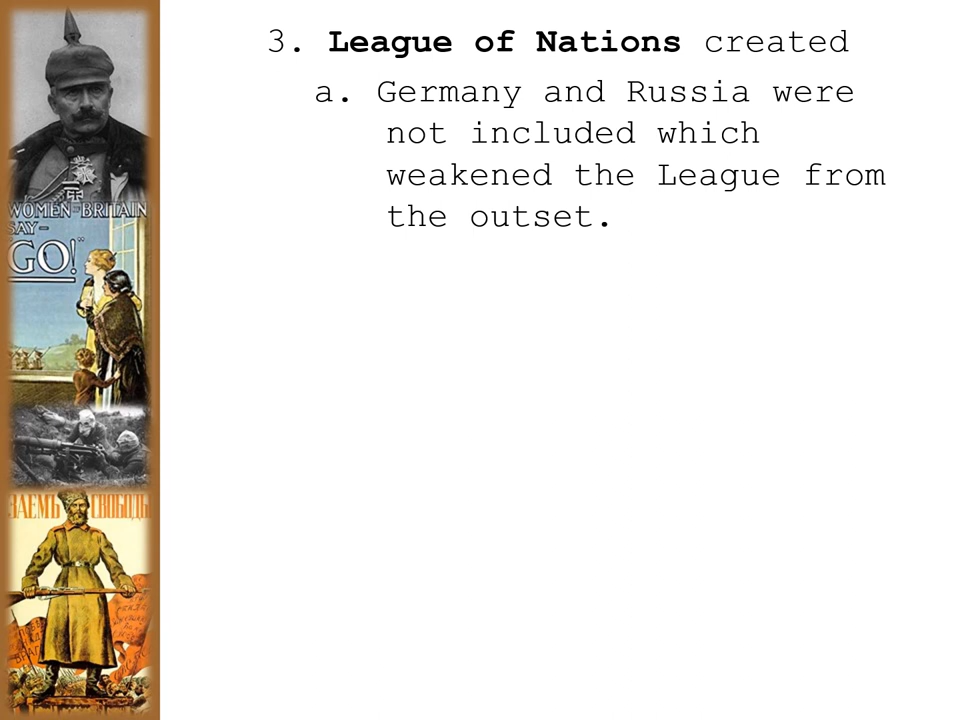 3. League of Nations created
a. Germany and Russia were
not included which
weakened the League from
the outset.
WOMEN OF BRITAIN
SAY-
"GO!"
ЗАЕМЪ СВОБОДЫ